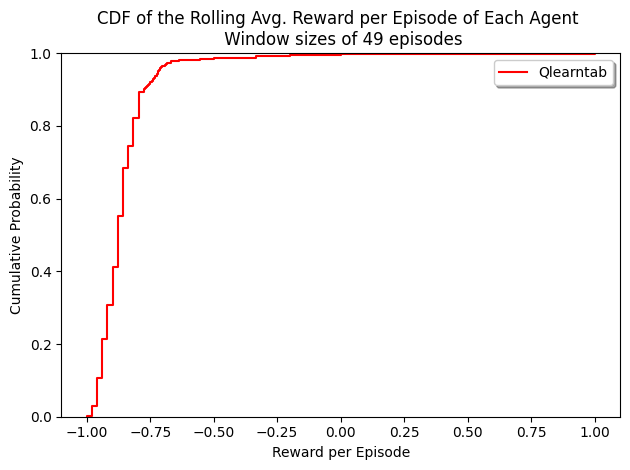 CDF of the Rolling Avg. Reward per Episode of Each Agent
Window sizes of 49 episodes
Qlearntab
Cumulative Probability
1.0
0.8
0.6
0.4
0.2
0.0
−1.00 −0.75 −0.50 −0.25 0.00 0.25 0.50 0.75 1.00
Reward per Episode